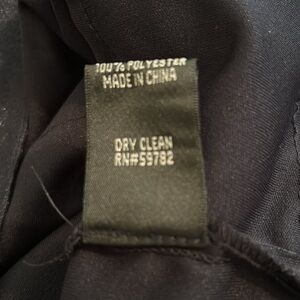 100% POLYESTER
MADE IN CHINA
DRY CLEAN
RN#59782